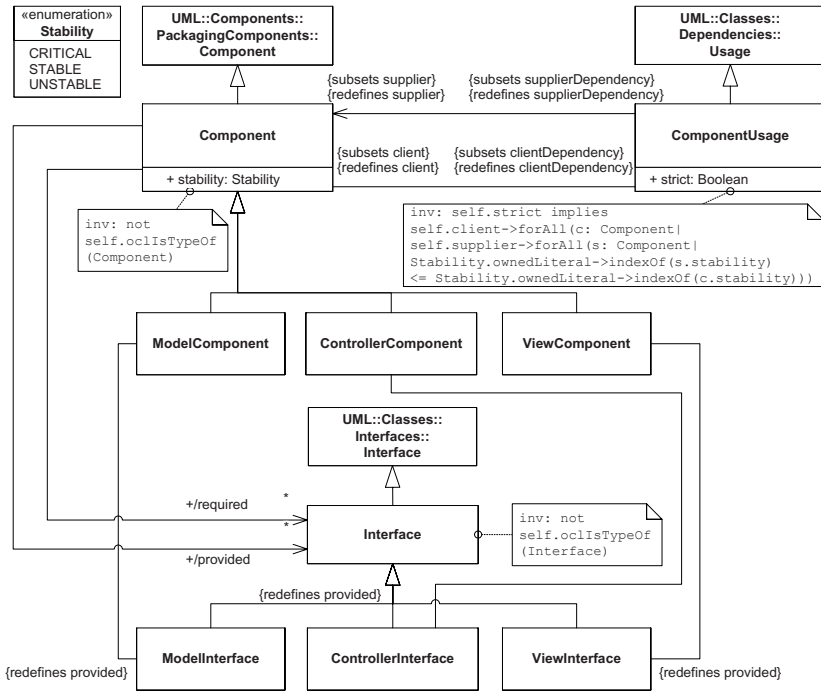 «enumeration»
Stability
CRITICAL
STABLE
UNSTABLE
UML::Components::
PackagingComponents::
Component
UML::Classes::
Dependencies::
Usage
{subsets supplier}
{redefines supplier}
{subsets supplierDependency}
{redefines supplierDependency}
Component
+ stability: Stability
ComponentUsage
+ strict: Boolean
{subsets client}
{redefines client}
{subsets clientDependency}
{redefines clientDependency}
inv: not
self.oclIsTypeOf
(Component)
inv: self.strict implies
self.client->forAll(c: Component|
self.supplier->forAll(s: Component|
Stability.ownedLiteral->indexOf(s.stability)
<= Stability.ownedLiteral->indexOf(c.stability)))
ModelComponent
ControllerComponent
ViewComponent
UML::Classes::
Interfaces::
Interface
+/required
*
*
+/provided
Interface
inv: not
self.oclIsTypeOf
(Interface)
{redefines provided}
ModelInterface
ControllerInterface
ViewInterface
{redefines provided}
{redefines provided}